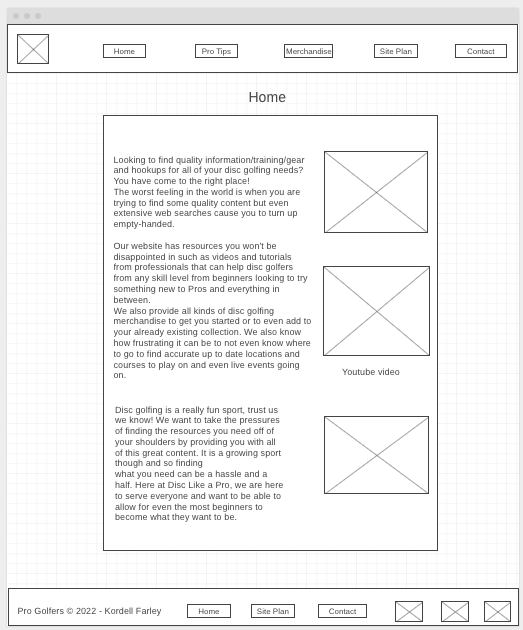 Home
Pro Tips
Merchandise
Site Plan
Contact
Home
Looking to find quality information/training/gear
and hookups for all of your disc golfing needs?
You have come to the right place!
The worst feeling in the world is when you are
trying to find some quality content but even
extensive web searches cause you to turn up
empty-handed.
Our website has resources you won't be
disappointed in such as videos and tutorials
from professionals that can help disc golfers
from any skill level from beginners looking to try
something new to Pros and everything in
between.
We also provide all kinds of disc golfing
merchandise to get you started or to even add to
your already existing collection. We also know
how frustrating it can be to not even know where
to go to find accurate up to date locations and
courses to play on and even live events going
on.
Youtube video
Disc golfing is a really fun sport, trust us
we know! We want to take the pressures
of finding the resources you need off of
your shoulders by providing you with all
of this great content. It is a growing sport
though and so finding
what you need can be a hassle and a
half. Here at Disc Like a Pro, we are here
to serve everyone and want to be able to
allow for even the most beginners to
become what they want to be.
Pro Golfers © 2022 - Kordell Farley
Home
Site Plan
Contact